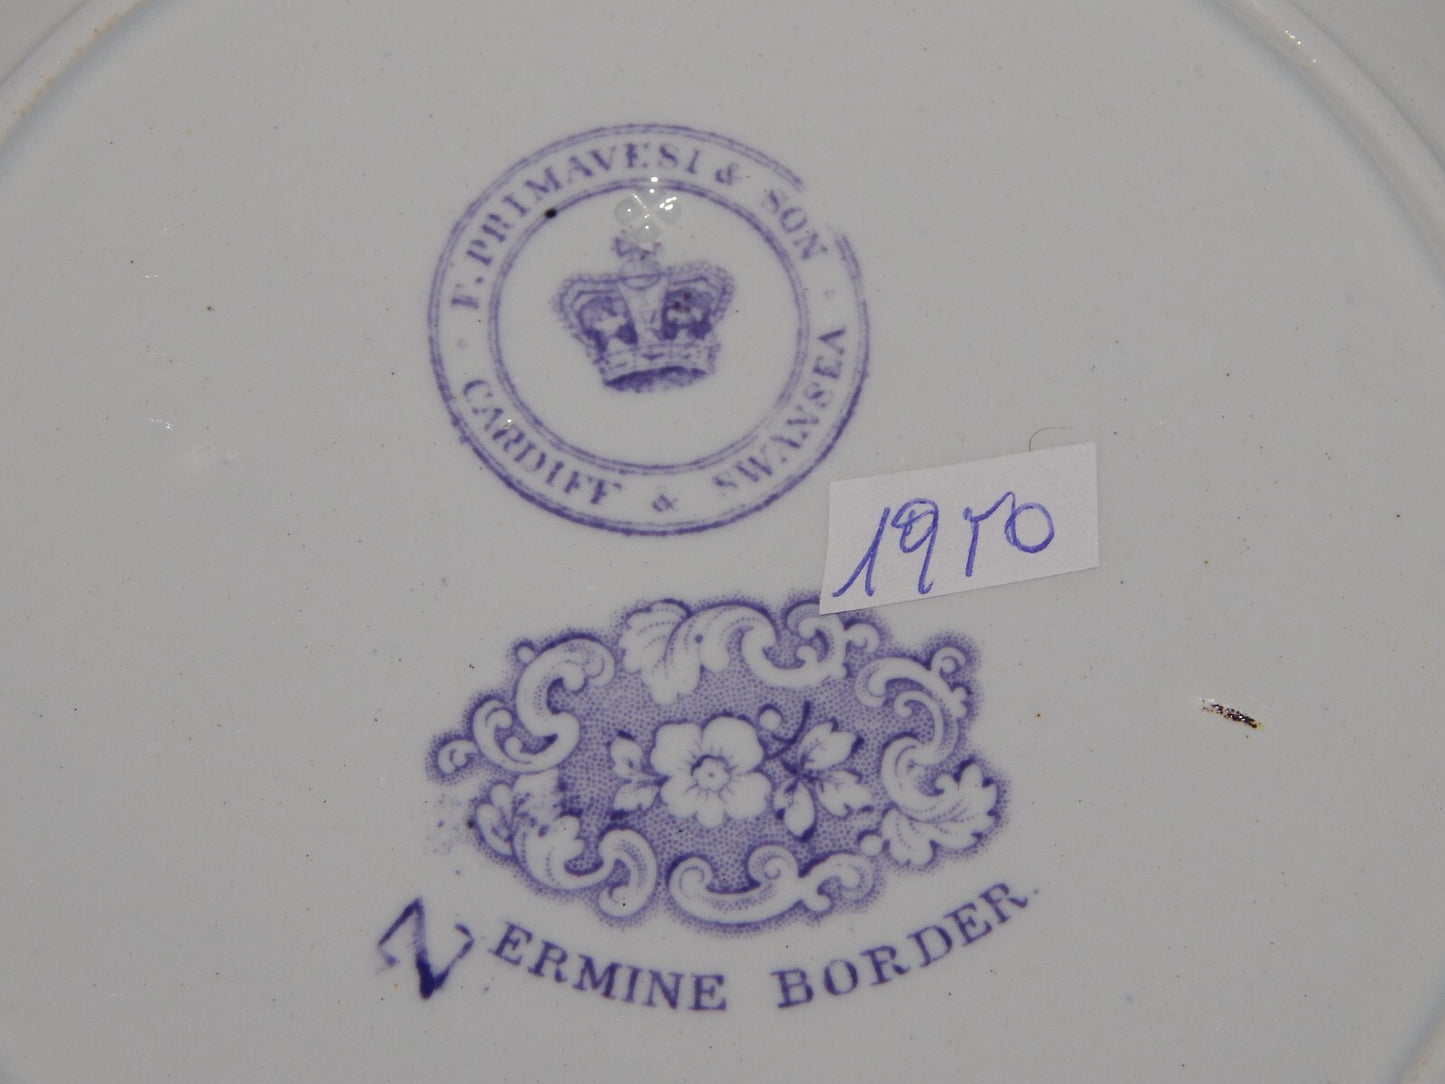 F. PRIMAVESI & SON
CARDIFF & SWANSEA
1970
ERMINE BORDER.